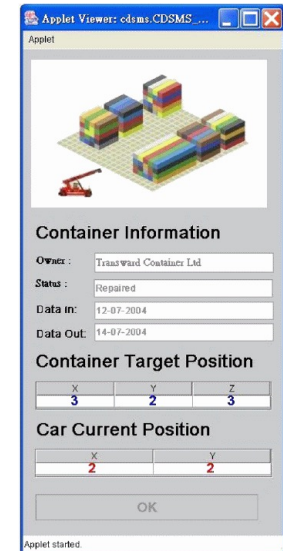 Applet Viewer: cdsms.CDSMS_...
Applet
Container Information
Owner : Transward Container Ltd
Status : Repaired
Data in: 12-07-2004
Data Out: 14-07-2004
Container Target Position
X Y Z
3 2 3
Car Current Position
X Y
2 2
OK
Applet started.